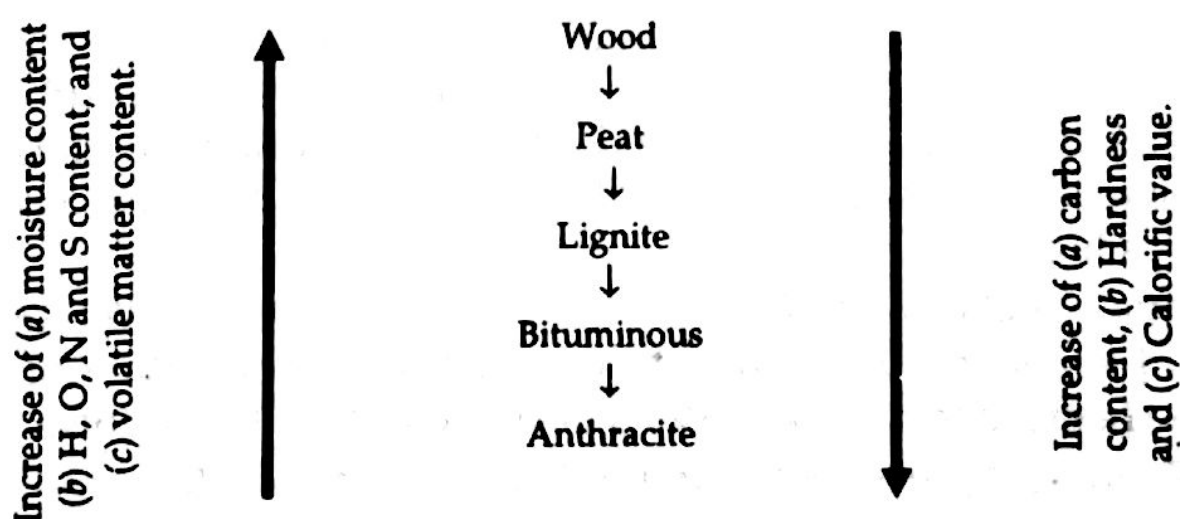 Increase of (a) moisture content
(b) H, O, N and S content, and
(c) volatile matter content.
Wood
↓
Peat
↓
Lignite
↓
Bituminous
↓
Anthracite
Increase of (a) carbon
content, (b) Hardness
and (c) Calorific value.